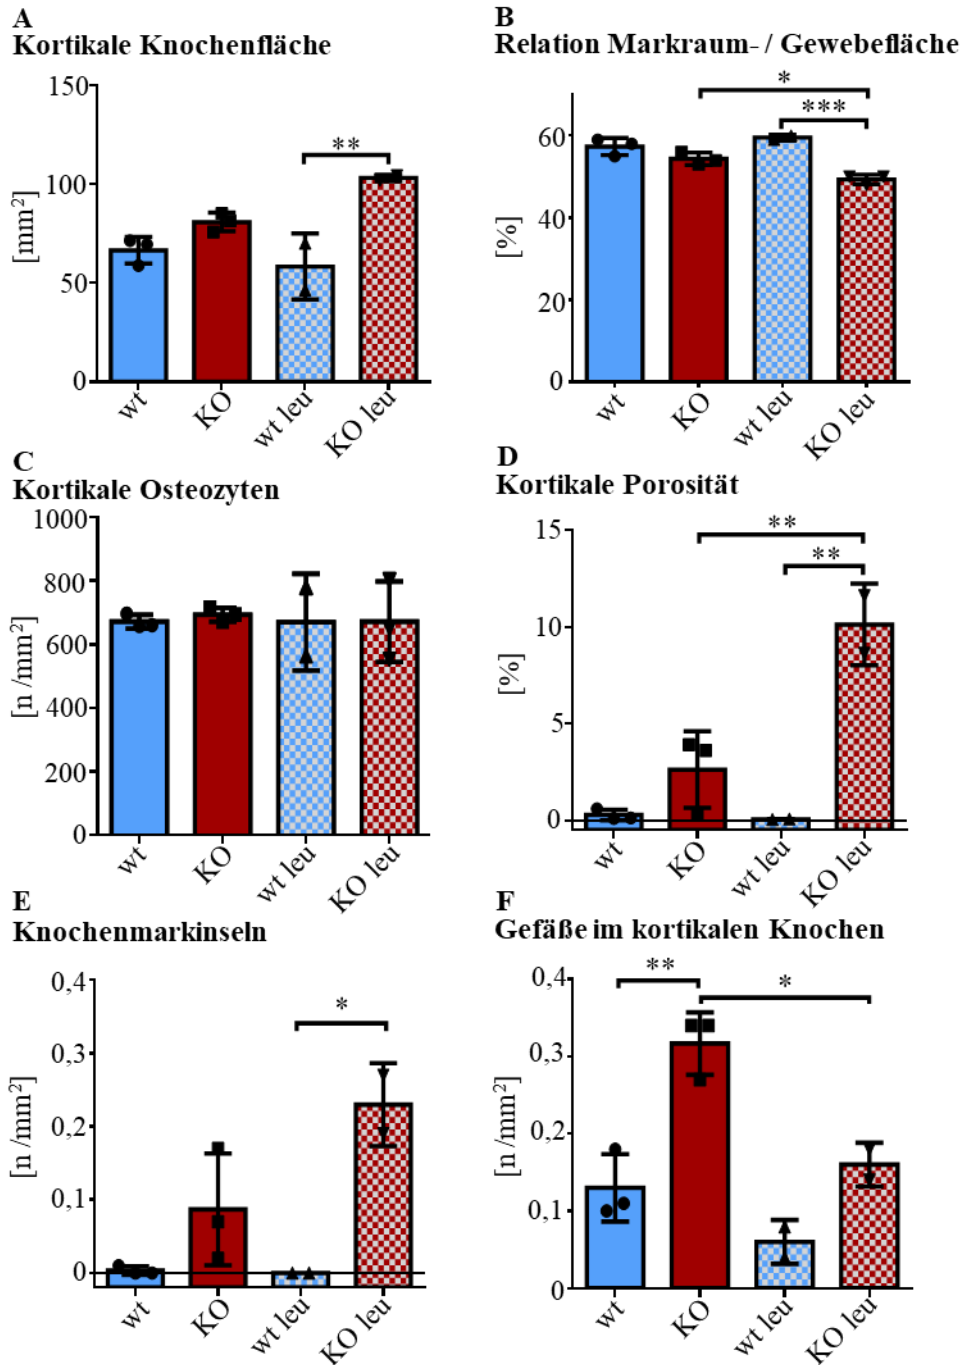 A
Kortikale Knochenfläche
150
100
50
0
[mm²]
**
wt
KO
wt leu
KO leu
B
Relation Markraum- / Gewebefläche
60
40
20
0
[%]
*
***
wt
KO
wt leu
KO leu
C
Kortikale Osteozyten
1000
800
600
400
200
0
[n /mm²]
wt
KO
wt leu
KO leu
D
Kortikale Porosität
15
10
5
0
[%]
**
**
wt
KO
wt leu
KO leu
E
Knochenmarkinseln
0,4
0,3
0,2
0,1
0
[n /mm²]
*
wt
KO
wt leu
KO leu
F
Gefäße im kortikalen Knochen
0,4
0,3
0,2
0,1
0
[n /mm²]
**
*
wt
KO
wt leu
KO leu